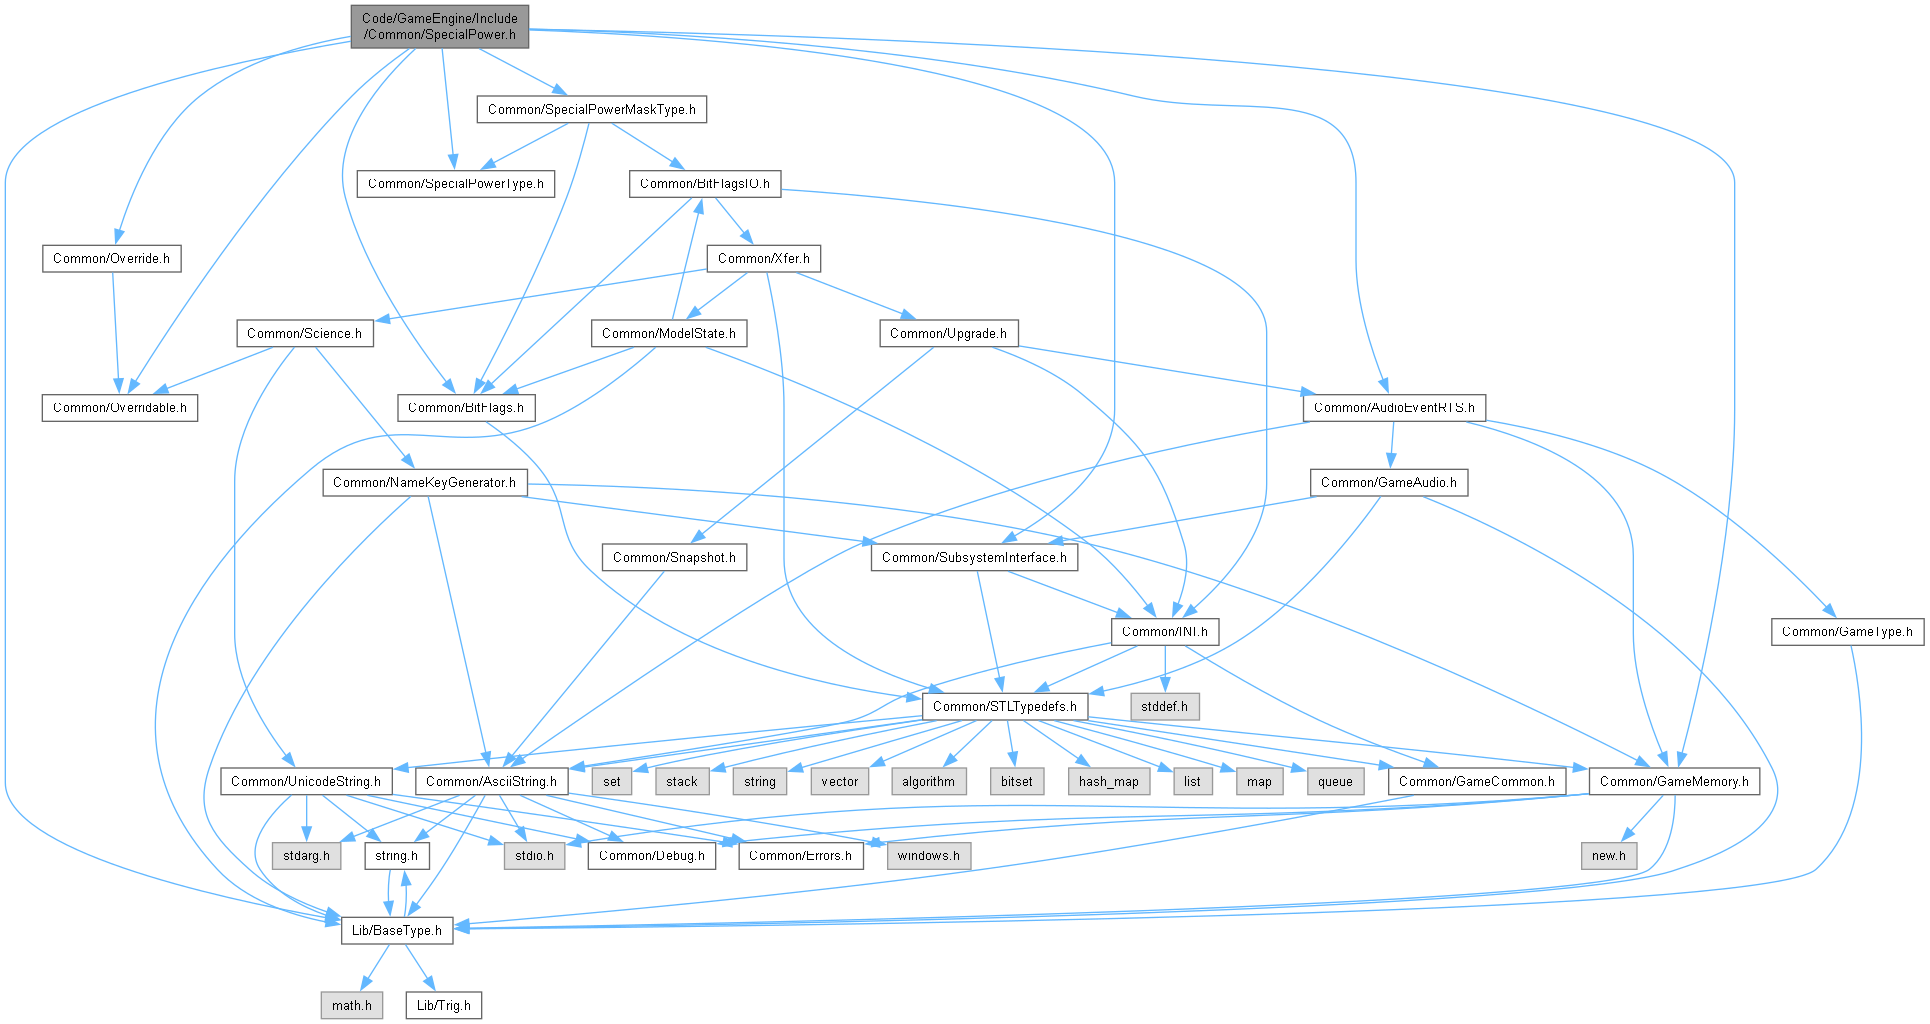 Code/GameEngine/Include
/Common/SpecialPower.h
Common/SpecialPowerMaskType.h
Common/SpecialPowerType.h
Common/BitFlagsIO.h
Common/Override.h
Common/Xfer.h
Common/Science.h
Common/ModelState.h
Common/Upgrade.h
Common/Overridable.h
Common/BitFlags.h
Common/AudioEventRTS.h
Common/NameKeyGenerator.h
Common/GameAudio.h
Common/Snapshot.h
Common/SubsystemInterface.h
Common/INI.h
Common/GameType.h
Common/STLTypedefs.h
stddef.h
Common/UnicodeString.h
Common/AsciiString.h
set
stack
string
vector
algorithm
bitset
hash_map
list
map
queue
Common/GameCommon.h
Common/GameMemory.h
stdarg.h
string.h
stdio.h
Common/Debug.h
Common/Errors.h
windows.h
new.h
Lib/BaseType.h
math.h
Lib/Trig.h